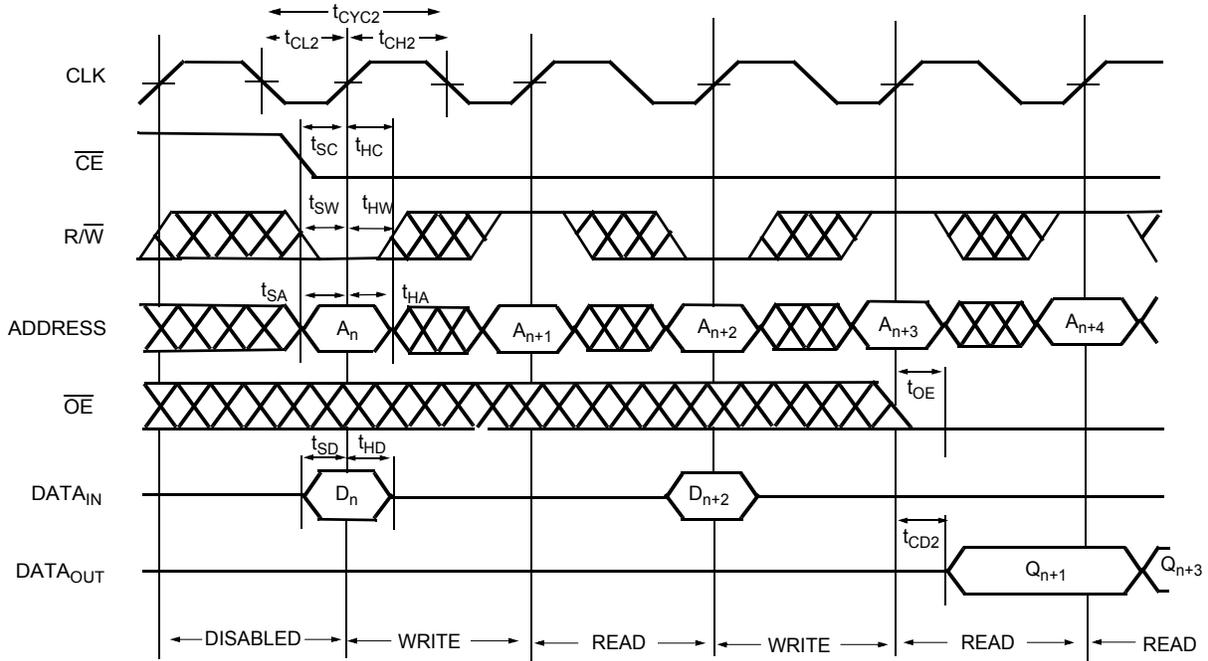 tCYC2
tCL2 tCH2
CLK
CE
tSC tHC
tSW tHW
R/W
tSA tHA
ADDRESS An An+1 An+2 An+3 An+4
tOE
OE
tSD tHD
DATAIN Dn Dn+2
tCD2
DATAOUT Qn+1 Qn+3
DISABLED WRITE READ WRITE READ READ